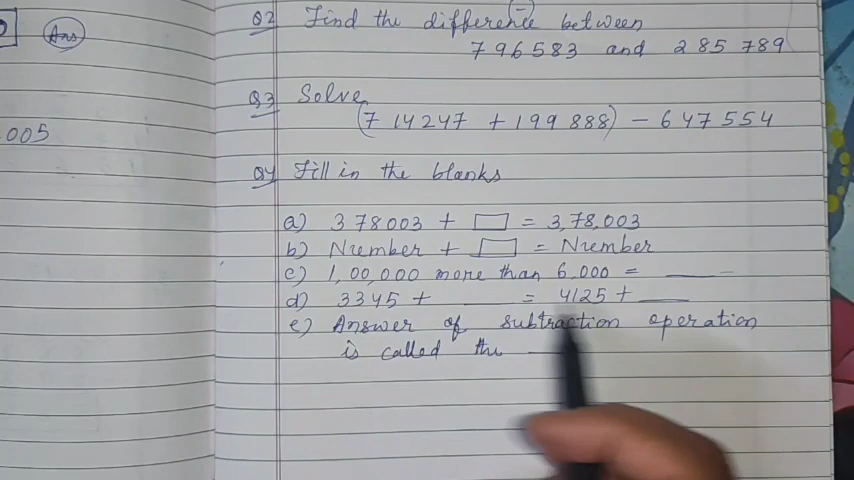 Ans
005
Q2 Find the difference between
(-)
796583 and 285789
Q3 Solve
(714247 + 199888) - 647554
Q4 Fill in the blanks
a) 378003 + □ = 3,78,003
b) Number + □ = Number
c) 1,00,000 more than 6,000 = ____
d) 3345 + ____ = 4125 + ____
e) Answer of subtraction operation
is called the ____